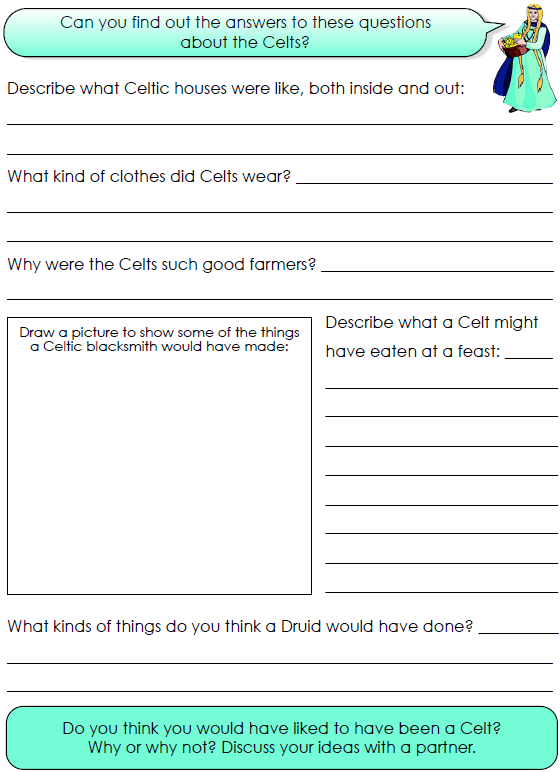 Can you find out the answers to these questions
about the Celts?
Describe what Celtic houses were like, both inside and out:
What kind of clothes did Celts wear?
Why were the Celts such good farmers?
Draw a picture to show some of the things
a Celtic blacksmith would have made:
Describe what a Celt might
have eaten at a feast:
What kinds of things do you think a Druid would have done?
Do you think you would have liked to have been a Celt?
Why or why not? Discuss your ideas with a partner.